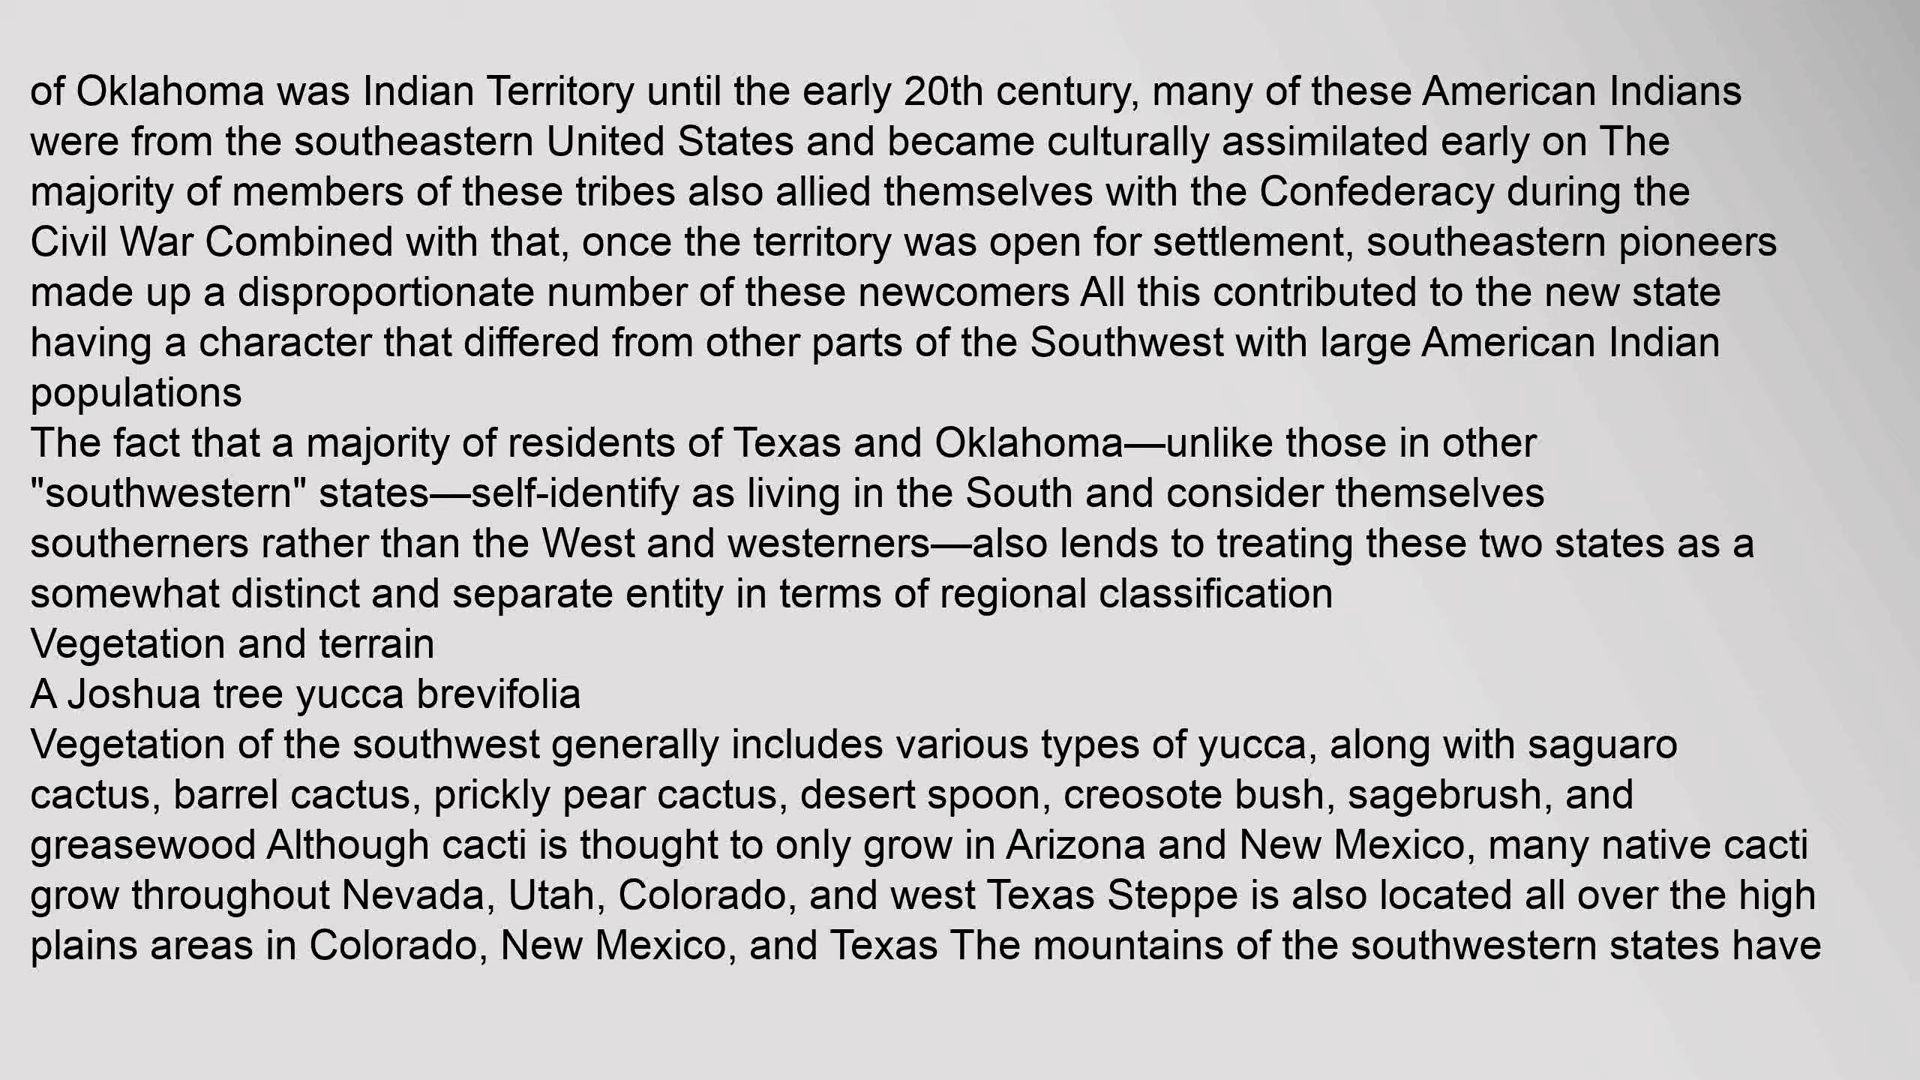 of Oklahoma was Indian Territory until the early 20th century, many of these American Indians
were from the southeastern United States and became culturally assimilated early on The
majority of members of these tribes also allied themselves with the Confederacy during the
Civil War Combined with that, once the territory was open for settlement, southeastern pioneers
made up a disproportionate number of these newcomers All this contributed to the new state
having a character that differed from other parts of the Southwest with large American Indian
populations
The fact that a majority of residents of Texas and Oklahoma—unlike those in other
"southwestern" states—self-identify as living in the South and consider themselves
southerners rather than the West and westerners—also lends to treating these two states as a
somewhat distinct and separate entity in terms of regional classification
Vegetation and terrain
A Joshua tree yucca brevifolia
Vegetation of the southwest generally includes various types of yucca, along with saguaro
cactus, barrel cactus, prickly pear cactus, desert spoon, creosote bush, sagebrush, and
greasewood Although cacti is thought to only grow in Arizona and New Mexico, many native cacti
grow throughout Nevada, Utah, Colorado, and west Texas Steppe is also located all over the high
plains areas in Colorado, New Mexico, and Texas The mountains of the southwestern states have